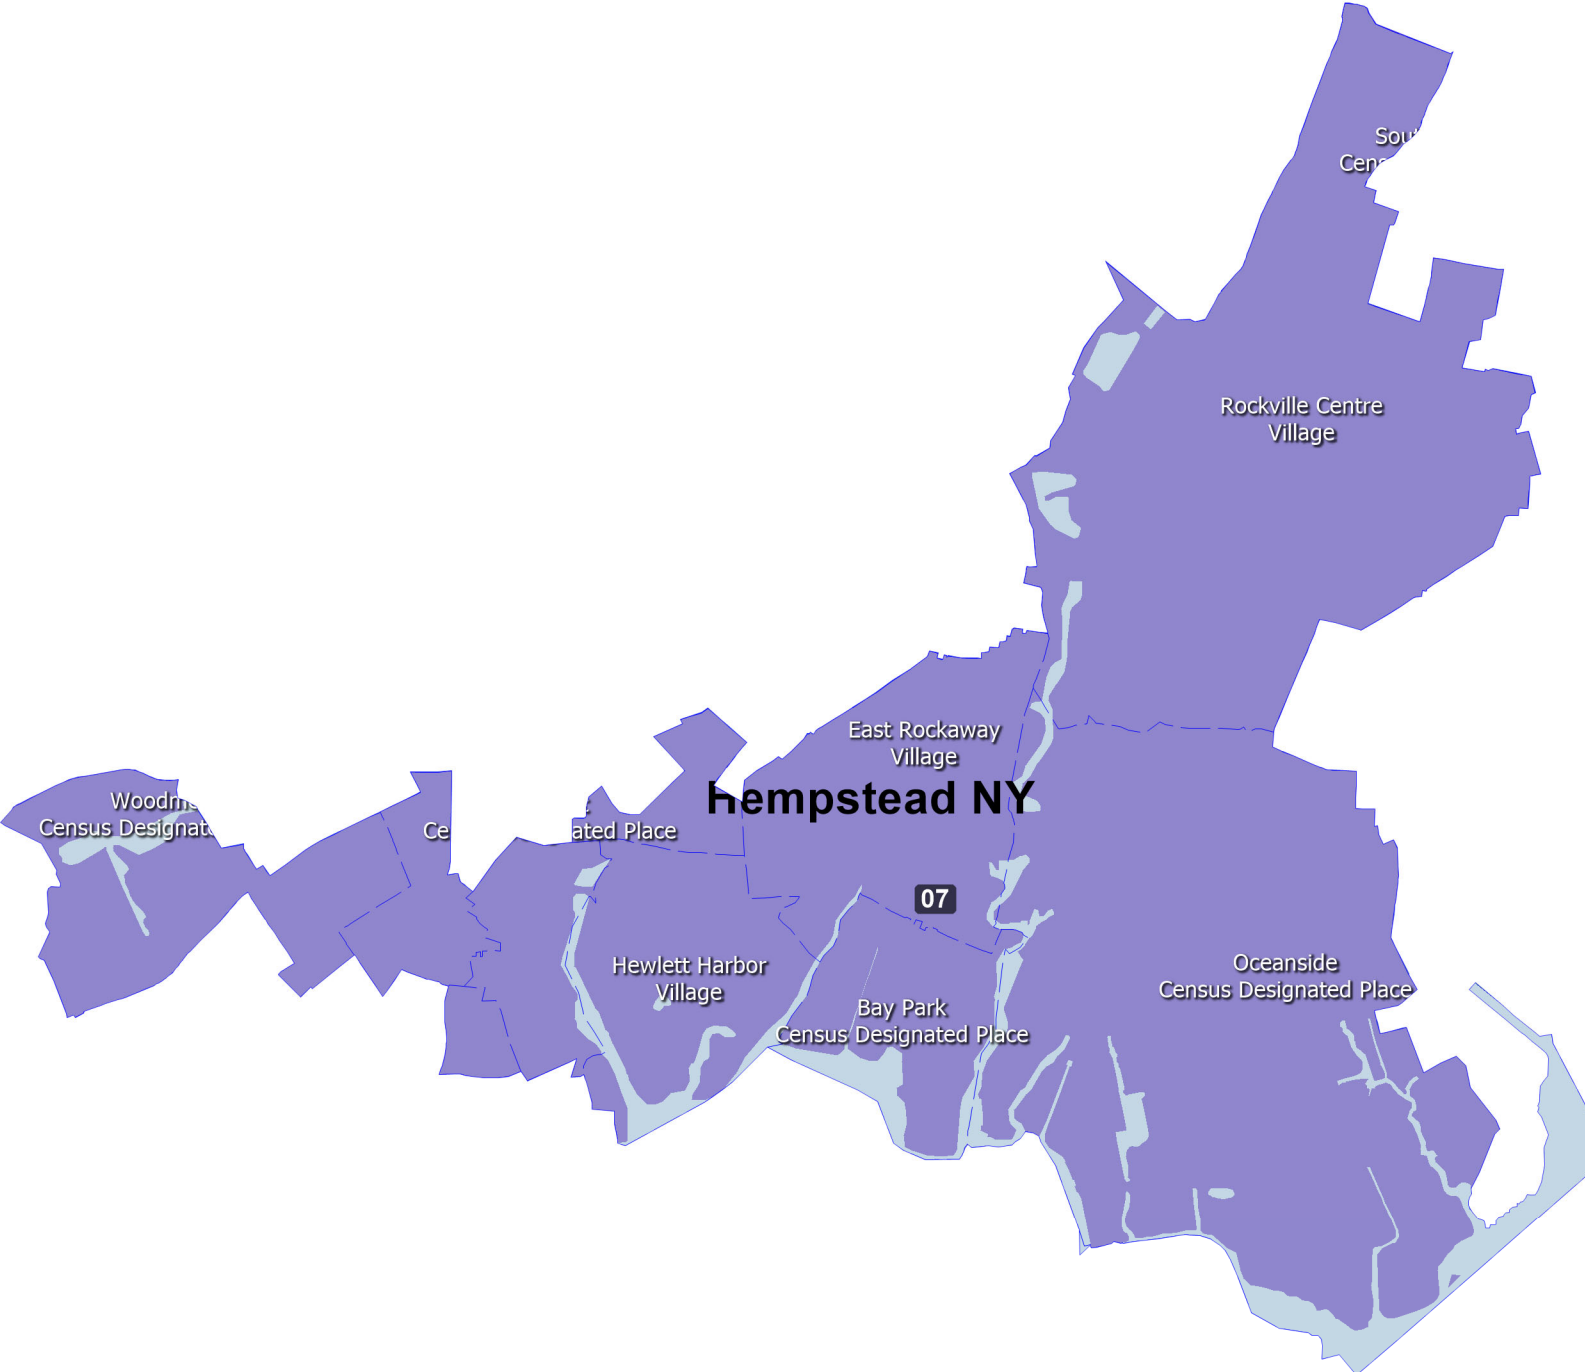 Rockville Centre
Village
East Rockaway
Village
Hempstead NY
Census
ated Place
07
Hewlett Harbor
Village
Bay Park
Census Designated Place
Oceanside
Census Designated Place